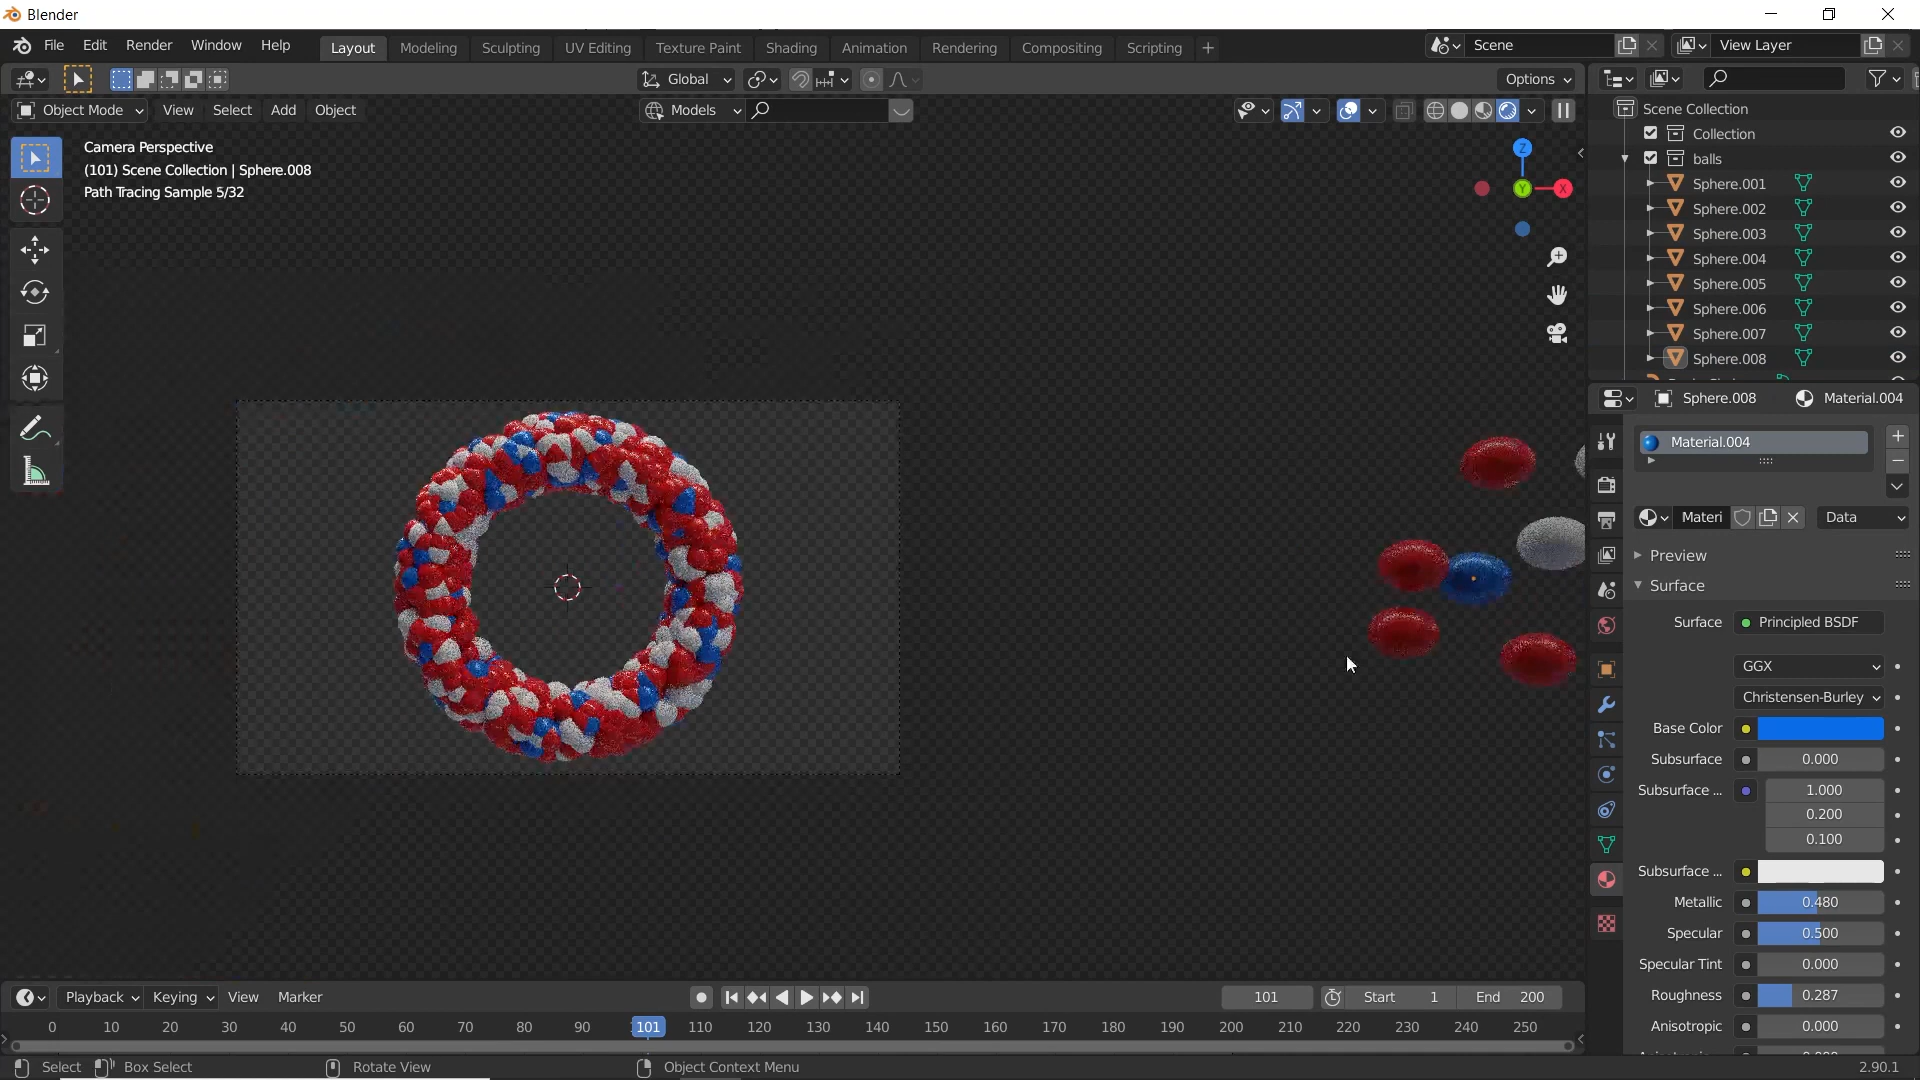 Blender
File Edit Render Window Help
Layout Modeling Sculpting UV Editing Texture Paint Shading Animation Rendering Compositing Scripting +
Scene
View Layer
Global
Options
Object Mode View Select Add Object
Models
Camera Perspective
(101) Scene Collection | Sphere.008
Path Tracing Sample 5/32
Z
Y
X
Scene Collection
Collection
balls
Sphere.001
Sphere.002
Sphere.003
Sphere.004
Sphere.005
Sphere.006
Sphere.007
Sphere.008
Sphere.008 Material.004
Material.004
Materi Data
Preview
Surface
Surface Principled BSDF
GGX
Christensen-Burley
Base Color
Subsurface 0.000
Subsurface ... 1.000
0.200
0.100
Subsurface ...
Metallic 0.480
Specular 0.500
Specular Tint 0.000
Roughness 0.287
Anisotropic 0.000
Playback Keying View Marker
101 Start 1 End 200
0 10 20 30 40 50 60 70 80 90 101 110 120 130 140 150 160 170 180 190 200 210 220 230 240 250
Select Box Select Rotate View Object Context Menu 2.90.1